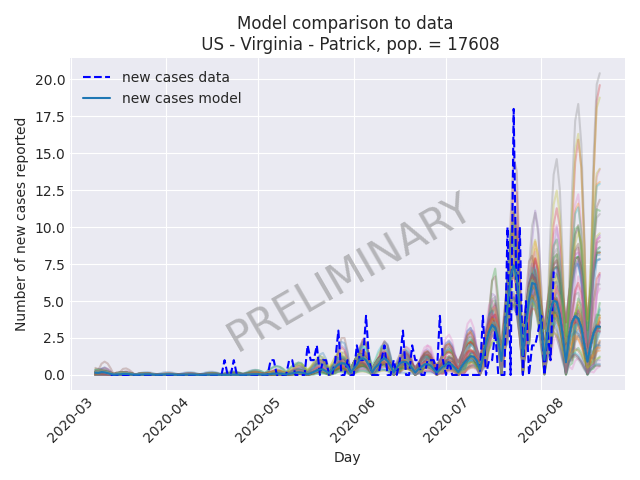 Model comparison to data
US - Virginia - Patrick, pop. = 17608
new cases data
new cases model
Number of new cases reported
20.0
17.5
15.0
12.5
10.0
7.5
5.0
2.5
0.0
PRELIMINARY
2020-03
2020-04
2020-05
2020-06
2020-07
2020-08
Day